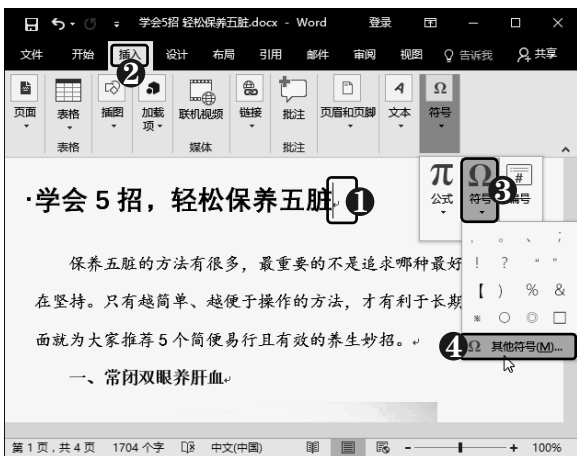 学会5招 轻松保养五脏.docx - Word 登录
文件 开始 插入 设计 布局 引用 邮件 审阅 视图 告诉我 共享
2
页面 表格 插图 加载项 联机视频 链接 批注 页眉和页脚 文本 符号
表格 媒体 批注
π Ω #
公式 符号 编号
3
·学会 5 招，轻松保养五脏
1
， 。 、 ；
！ ？ “ ”
【 ） % &
※ ○ ◎ □
4 Ω 其他符号(M)...
保养五脏的方法有很多，最重要的不是追求哪种最好
在坚持。只有越简单、越便于操作的方法，才有利于长期
面就为大家推荐 5 个简便易行且有效的养生妙招。
一、常闭双眼养肝血
第 1 页，共 4 页 1704 个字 中文(中国) - + 100%